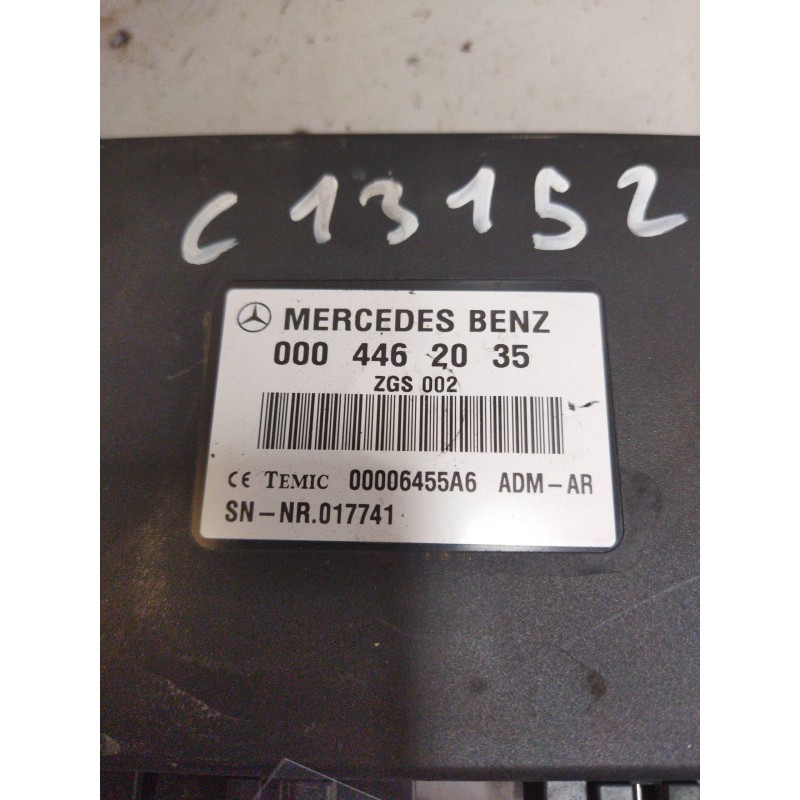 C 13152
MERCEDES BENZ
000 446 20 35
ZGS 002
CE TEMIC 00006455A6 ADM-AR
SN-NR.017741